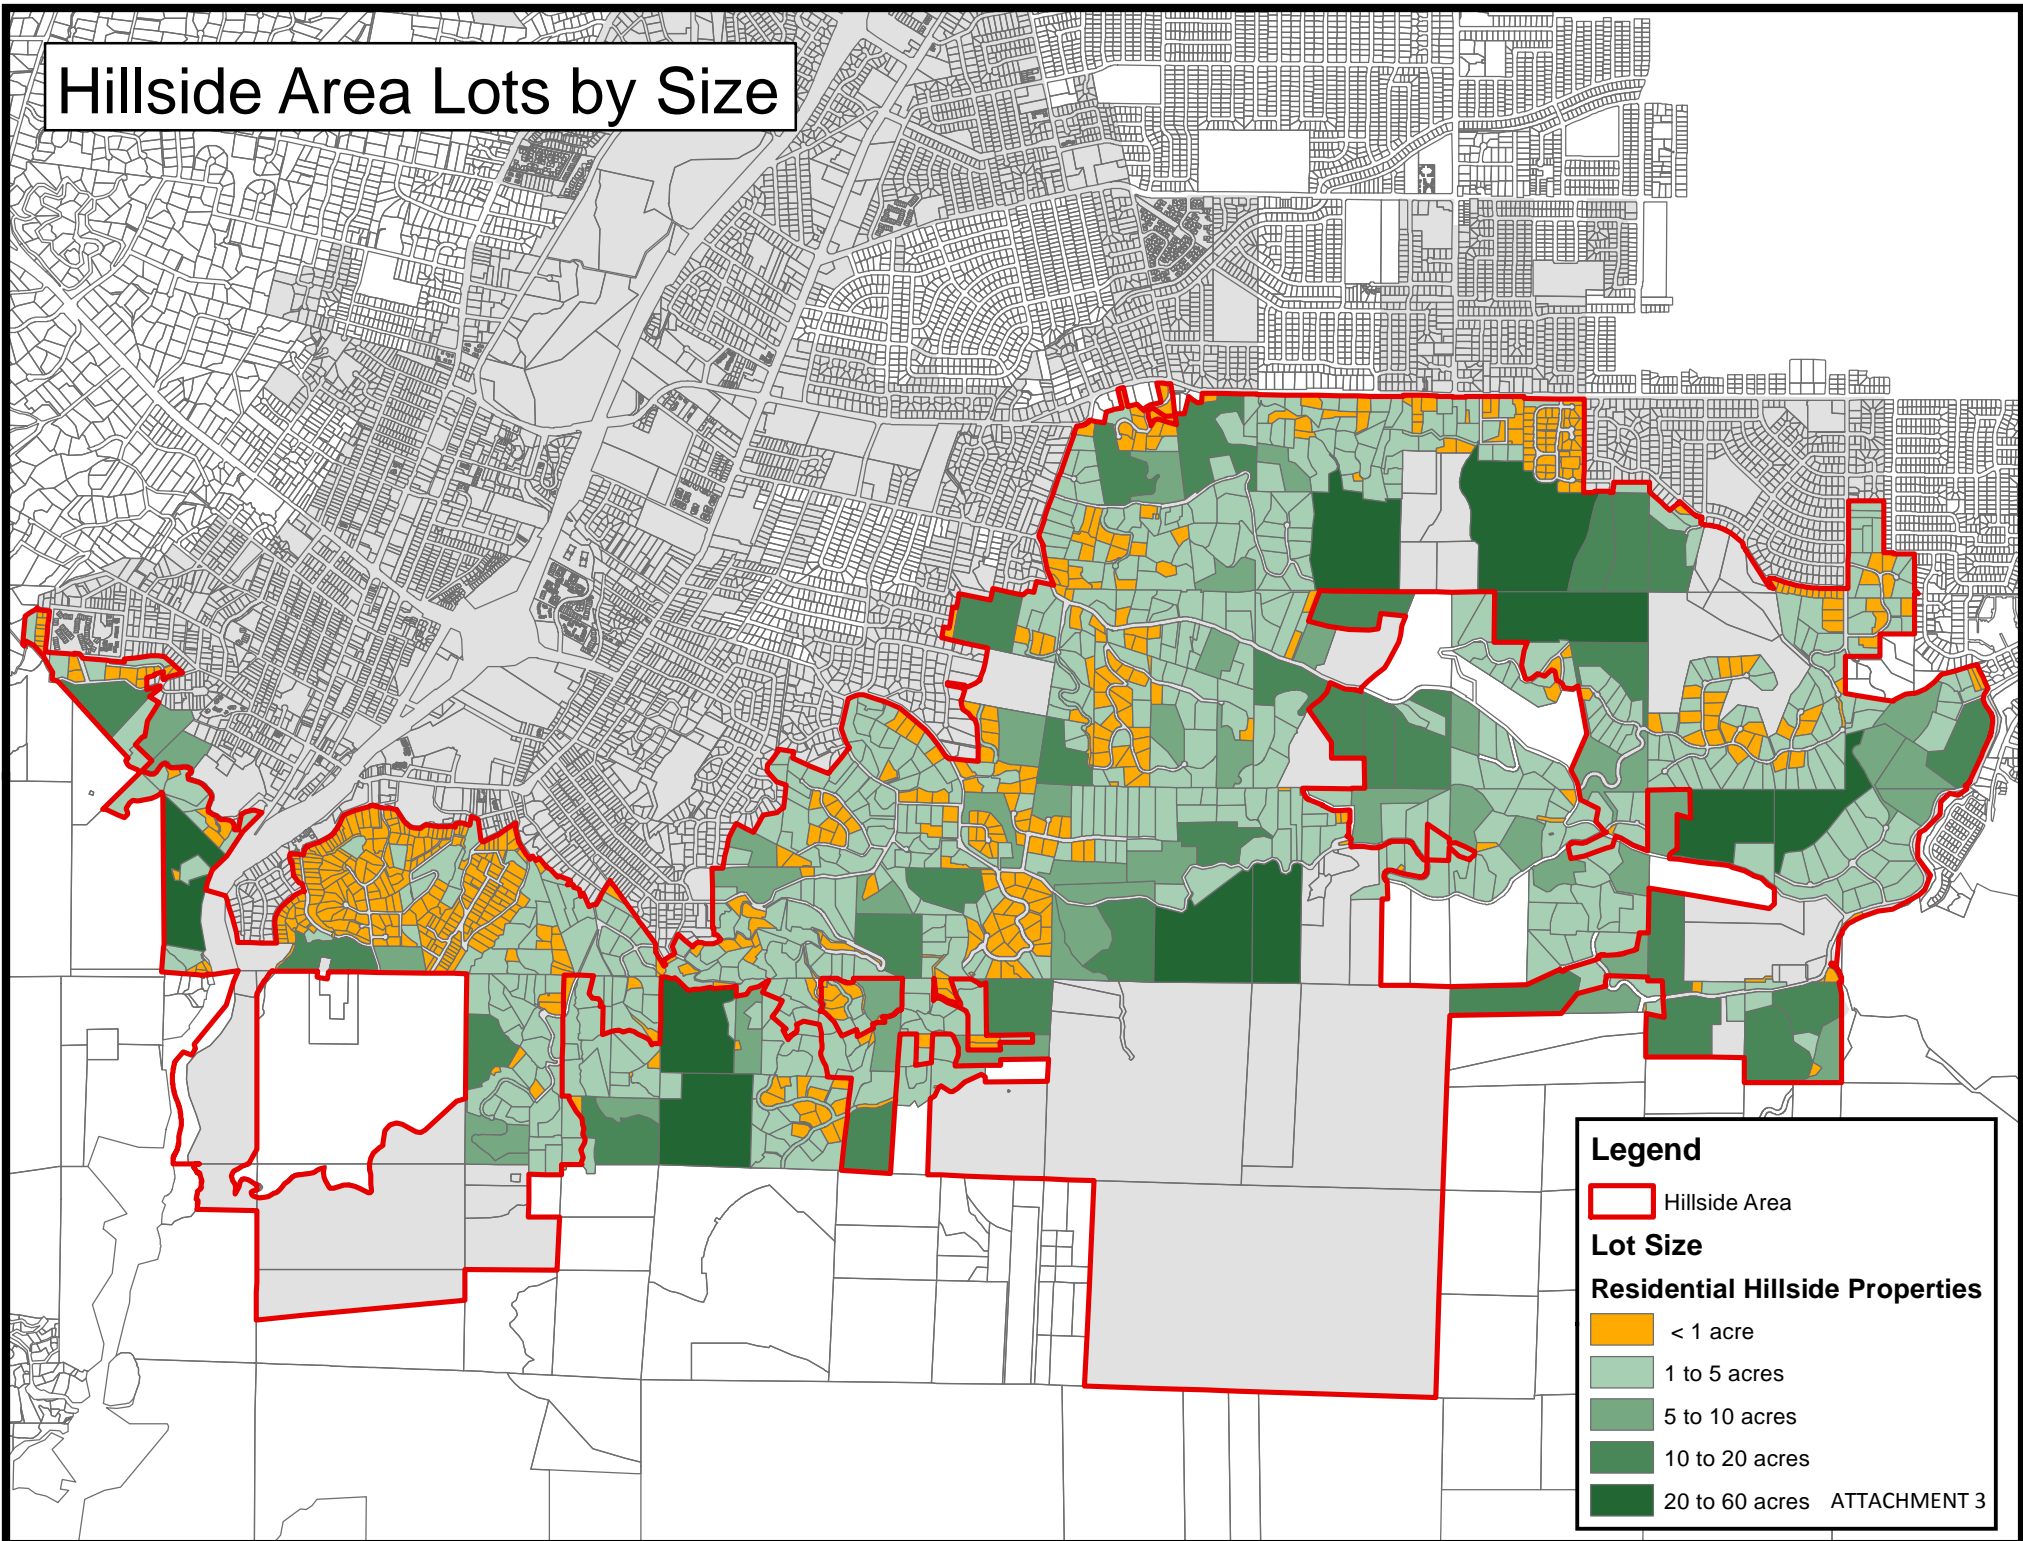 Hillside Area Lots by Size
Legend
Hillside Area
Lot Size
Residential Hillside Properties
< 1 acre
1 to 5 acres
5 to 10 acres
10 to 20 acres
20 to 60 acres ATTACHMENT 3